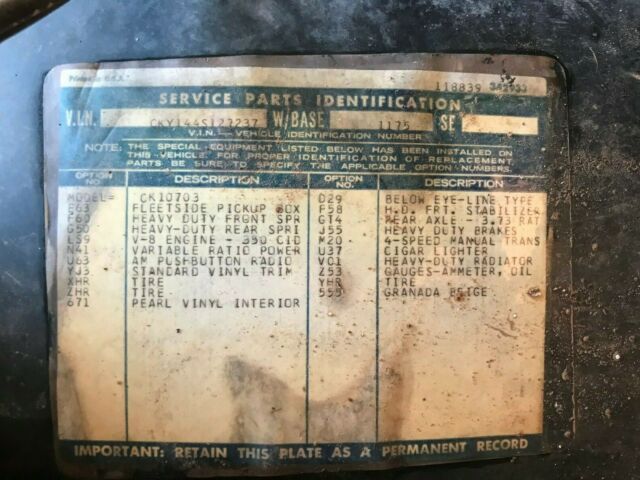 Printed in U.S.A.
118839
SERVICE PARTS IDENTIFICATION
V.I.N. CKY144S127237 W/BASE 1175 SF
V.I.N. — VEHICLE IDENTIFICATION NUMBER
NOTE: THE SPECIAL EQUIPMENT LISTED BELOW HAS BEEN INSTALLED ON
THIS VEHICLE. FOR PROPER IDENTIFICATION OF REPLACEMENT
PARTS BE SURE TO SPECIFY THE APPLICABLE OPTION NUMBERS.
OPTION NO. DESCRIPTION OPTION NO. DESCRIPTION
MODEL= CK10703 D29 BELOW EYE-LINE TYPE
E63 FLEETSIDE PICKUP BOX F58 H.D. FRT. STABILIZER
F60 HEAVY DUTY FRONT SPR GT4 REAR AXLE - 3.73 RAT
G50 HEAVY-DUTY REAR SPRI J55 HEAVY DUTY BRAKES
LS9 V-8 ENGINE - 350 CID M20 4-SPEED MANUAL TRANS
N41 VARIABLE RATIO POWER U37 CIGAR LIGHTER
U63 AM PUSHBUTTON RADIO VC1 HEAVY-DUTY RADIATOR
YJ3 STANDARD VINYL TRIM Z53 GAUGES-AMMETER, OIL
XHR TIRE YHR TIRE
ZHR TIRE 555 GRANADA BEIGE
671 PEARL VINYL INTERIOR
IMPORTANT: RETAIN THIS PLATE AS A PERMANENT RECORD